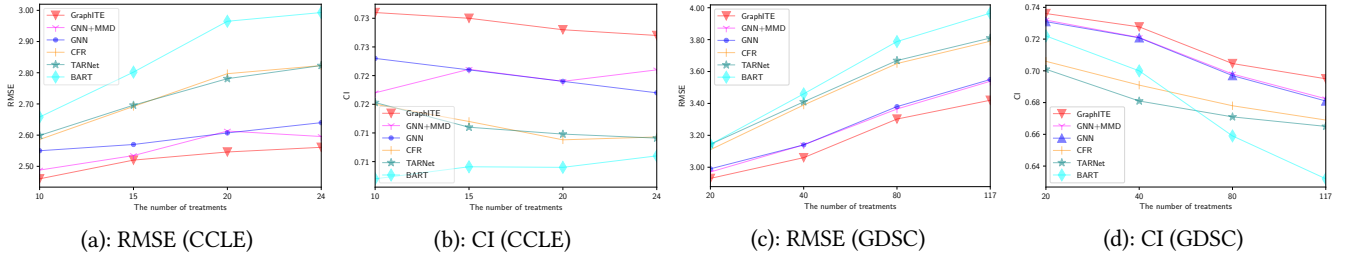 3.00
2.90
2.80
2.70
2.60
2.50
RMSE
GraphITE
GNN+MMD
GNN
CFR
TARNet
BART
10 15 20 24
The number of treatments
(a): RMSE (CCLE)
0.73
0.73
0.72
0.72
0.71
0.71
CI
GraphITE
GNN+MMD
GNN
CFR
TARNet
BART
10 15 20 24
The number of treatments
(b): CI (CCLE)
4.00
3.80
3.60
3.40
3.20
3.00
RMSE
GraphITE
GNN+MMD
GNN
CFR
TARNet
BART
20 40 80 117
The number of treatments
(c): RMSE (GDSC)
0.74
0.72
0.70
0.68
0.66
0.64
CI
GraphITE
GNN+MMD
GNN
CFR
TARNet
BART
20 40 80 117
The number of treatments
(d): CI (GDSC)